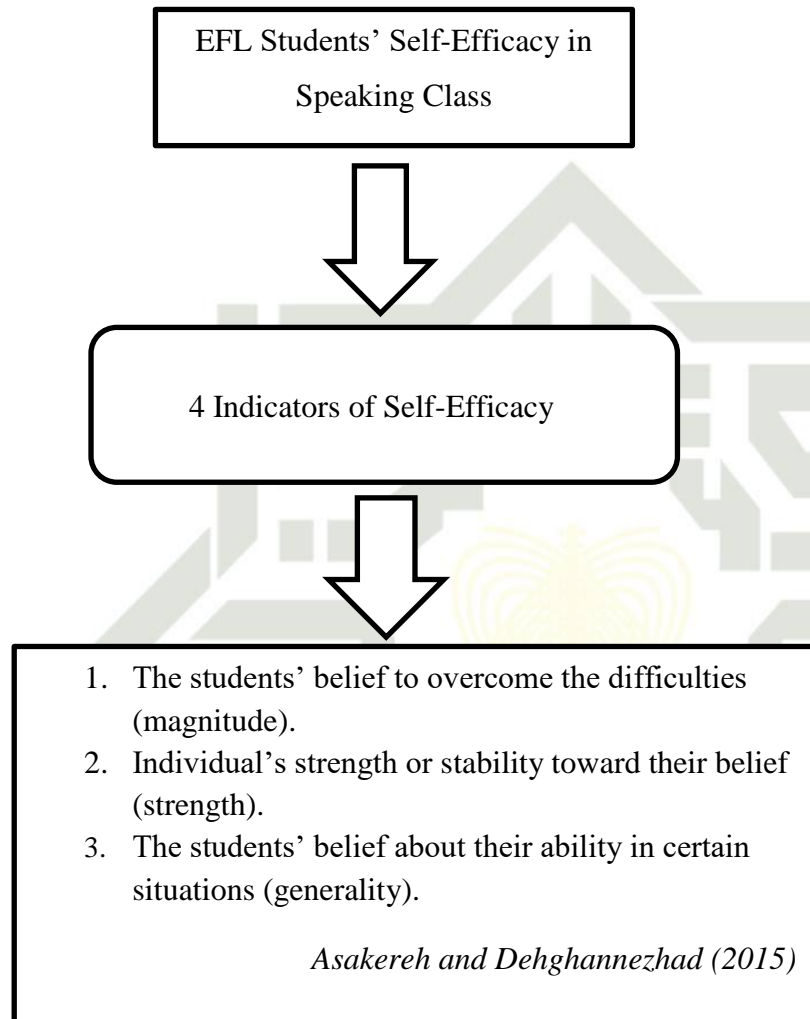 EFL Students’ Self-Efficacy in
Speaking Class
4 Indicators of Self-Efficacy
1. The students’ belief to overcome the difficulties
(magnitude).
2. Individual’s strength or stability toward their belief
(strength).
3. The students’ belief about their ability in certain
situations (generality).
Asakereh and Dehghannezhad (2015)